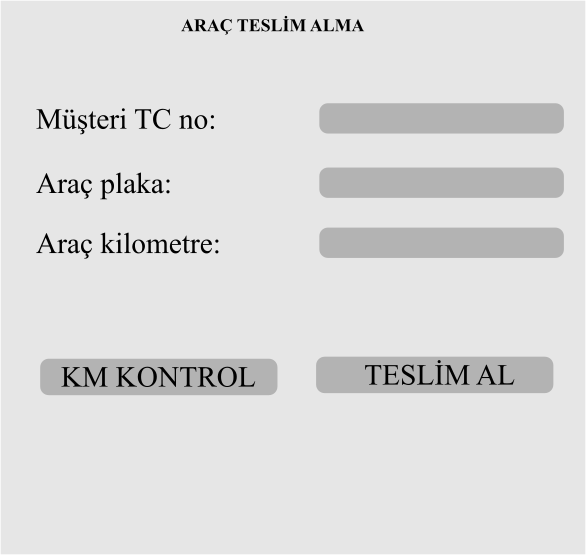 ARAÇ TESLİM ALMA
Müşteri TC no:
Araç plaka:
Araç kilometre:
KM KONTROL
TESLİM AL